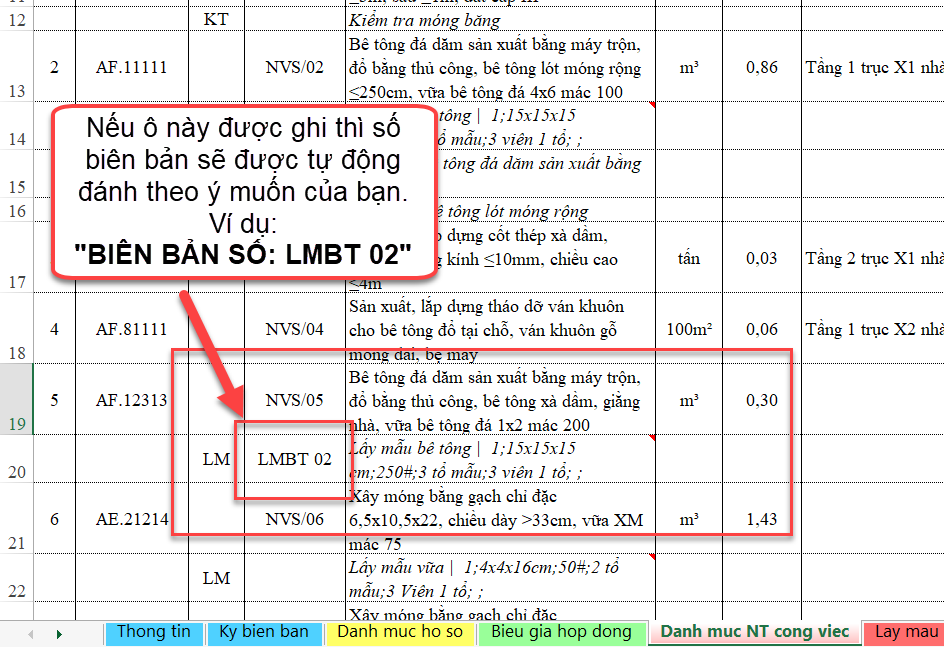 12 KT Kiểm tra móng băng
Bê tông đá dăm sản xuất bằng máy trộn,
2 AF.11111 NVS/02 đổ bằng thủ công, bê tông lót móng rộng m³ 0,86 Tầng 1 trục X1 nhà
13 ≤250cm, vữa bê tông đá 4x6 mác 100
Nếu ô này được ghi thì số
biên bản sẽ được tự động
đánh theo ý muốn của bạn.
Ví dụ:
"BIÊN BẢN SỐ: LMBT 02"
tông | 1;15x15x15
14 mẫu;3 viên 1 tổ; ;
tông đá dăm sản xuất bằng
15
16 tông lót móng rộng
dựng cốt thép xà dầm,
kính ≤10mm, chiều cao tấn 0,03 Tầng 2 trục X1 nhà
17 ≤4m
Sản xuất, lắp dựng tháo dỡ ván khuôn
4 AF.81111 NVS/04 cho bê tông đổ tại chỗ, ván khuôn gỗ 100m² 0,06 Tầng 1 trục X2 nhà
18 móng dài, bệ máy
Bê tông đá dăm sản xuất bằng máy trộn,
5 AF.12313 NVS/05 đổ bằng thủ công, bê tông xà dầm, giằng m³ 0,30
19 nhà, vữa bê tông đá 1x2 mác 200
Lấy mẫu bê tông | 1;15x15x15
20 LM LMBT 02 cm;250#;3 tổ mẫu;3 viên 1 tổ; ;
Xây móng bằng gạch chỉ đặc
6 AE.21214 NVS/06 6,5x10,5x22, chiều dày >33cm, vữa XM m³ 1,43
21 mác 75
Lấy mẫu vữa | 1;4x4x16cm;50#;2 tổ
22 LM mẫu;3 Viên 1 tổ; ;
Xây móng bằng gạch chỉ đặc
Thong tin Ky bien ban Danh muc ho so Bieu gia hop dong Danh muc NT cong viec Lay mau